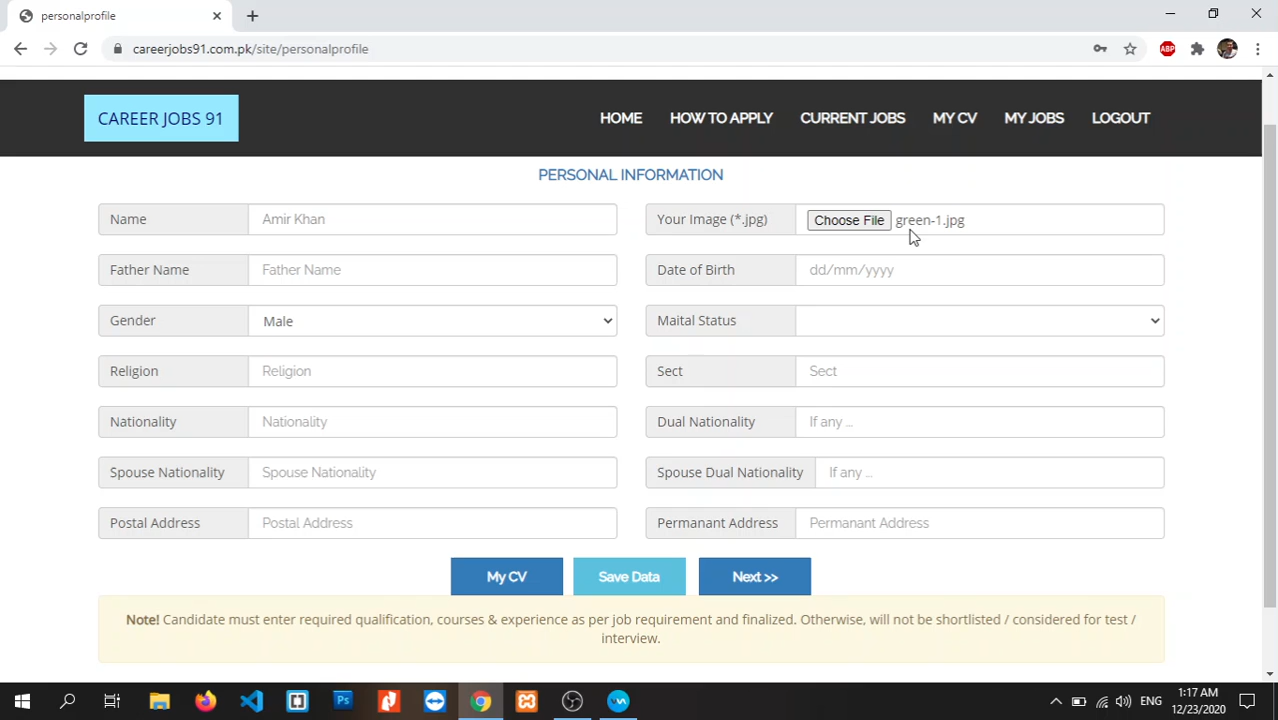 personalprofile
careerjobs91.com.pk/site/personalprofile
ABP
CAREER JOBS 91
HOME HOW TO APPLY CURRENT JOBS MY CV MY JOBS LOGOUT
PERSONAL INFORMATION
Name Amir Khan Your Image (*.jpg) Choose File green-1.jpg
Father Name Father Name Date of Birth dd/mm/yyyy
Gender Male Maital Status
Religion Religion Sect Sect
Nationality Nationality Dual Nationality If any ...
Spouse Nationality Spouse Nationality Spouse Dual Nationality If any ...
Postal Address Postal Address Permanant Address Permanant Address
My CV Save Data Next >>
Note! Candidate must enter required qualification, courses & experience as per job requirement and finalized. Otherwise, will not be shortlisted / considered for test /
interview.
Ps
ENG
1:17 AM
12/23/2020